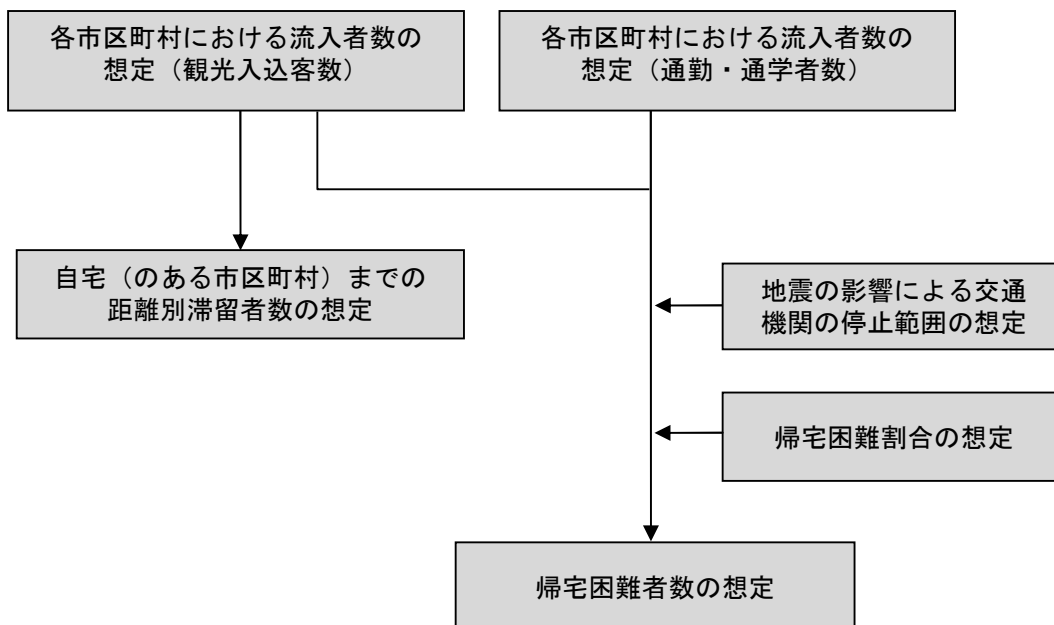 各市区町村における流入者数の
想定（観光入込客数）
各市区町村における流入者数の
想定（通勤・通学者数）
自宅（のある市区町村）までの
距離別滞留者数の想定
地震の影響による交通
機関の停止範囲の想定
帰宅困難割合の想定
帰宅困難者数の想定